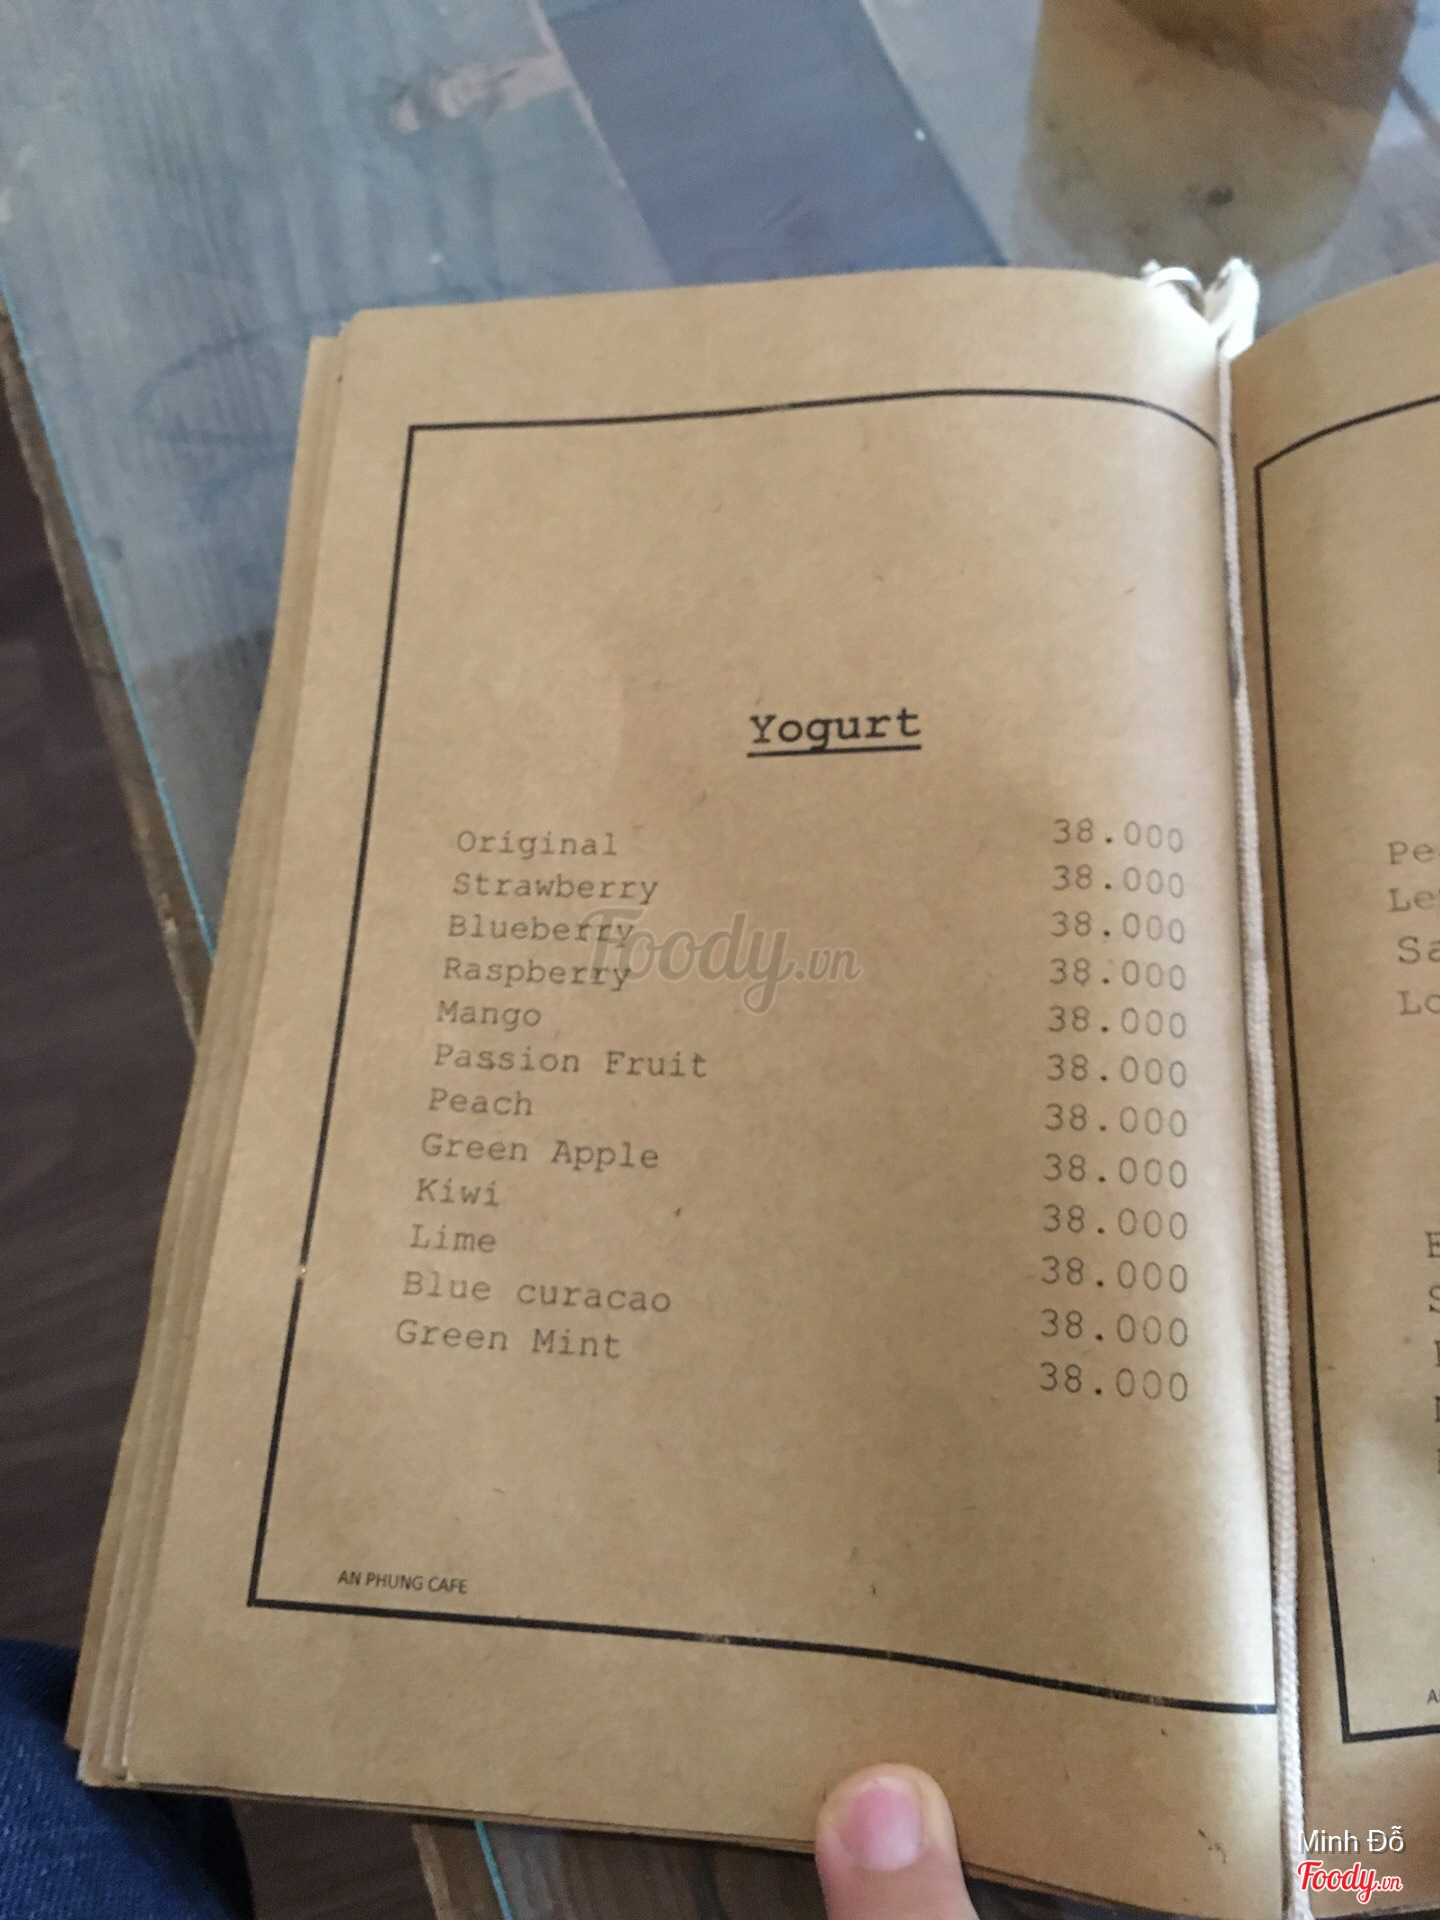 Yogurt
Original 38.000
Strawberry 38.000
Blueberry 38.000
Raspberry 38.000
Mango 38.000
Passion Fruit 38.000
Peach 38.000
Green Apple 38.000
Kiwi 38.000
Lime 38.000
Blue curacao 38.000
Green Mint 38.000
AN PHUNG CAFE
Foody.vn
Minh Đỗ
Foody.vn